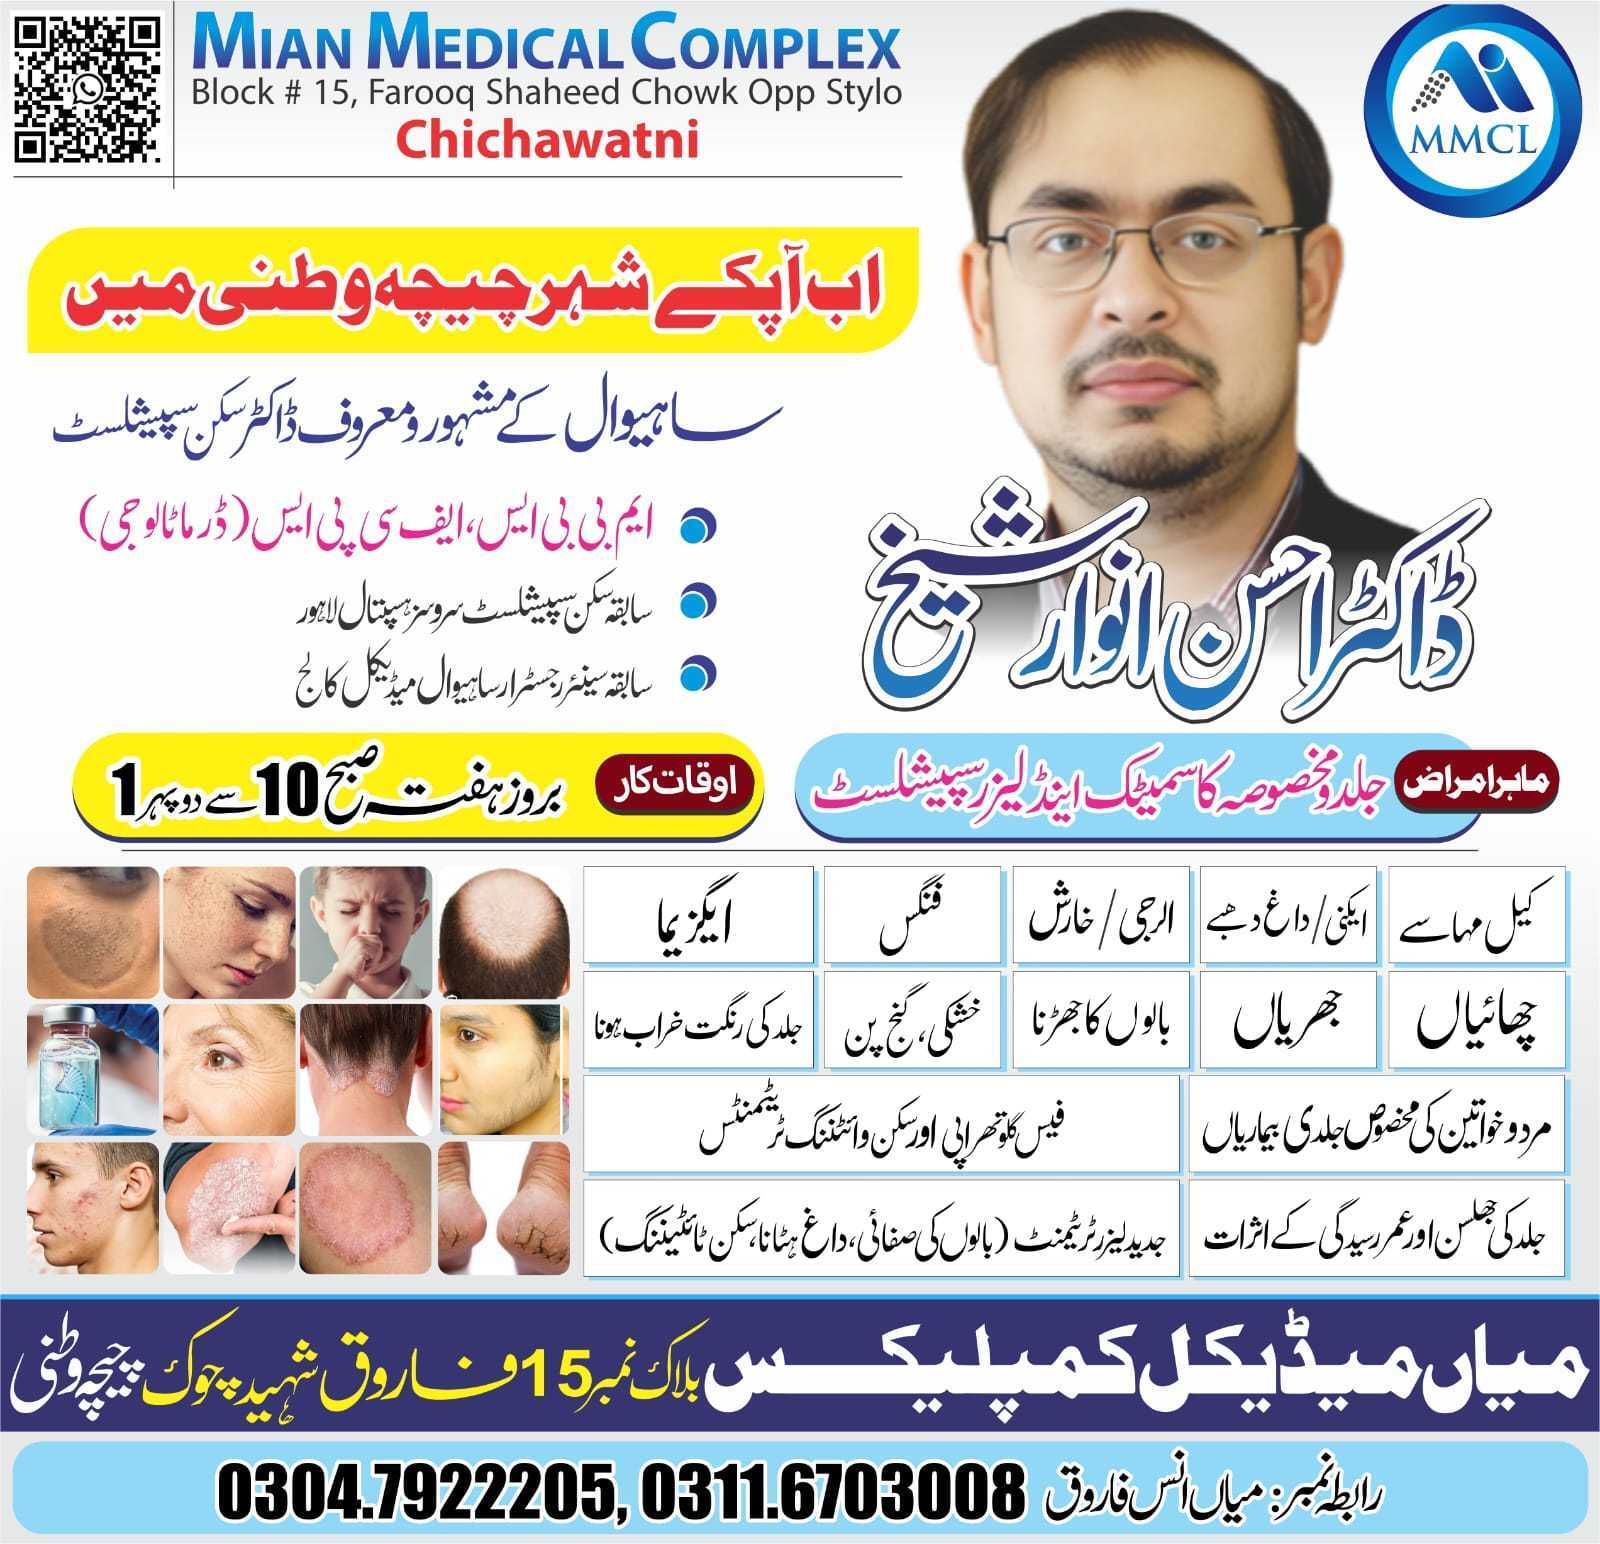 MIAN MEDICAL COMPLEX
Block # 15, Farooq Shaheed Chowk Opp Stylo
Chichawatni
MMCL
اب آپکے شہر چیچہ وطنی میں
ساہیوال کے مشہور و معروف ڈاکٹر سکن سپیشلسٹ
ایم بی بی ایس، ایف سی پی ایس (ڈرماٹالوجی)
سابقہ سکن سپیشلسٹ سروسز ہسپتال لاہور
سابقہ سینئر رجسٹرار ساہیوال میڈیکل کالج
ڈاکٹر احسن انوار شیخ
ماہر امراض جلد و مخصوصہ کاسمیٹک اینڈ لیزر سپیشلسٹ
اوقات کار بروز ہفتہ صبح 10 سے دوپہر 1
کیل مہاسے
ایکنی/داغ دھبے
الرجی/خارش
فنگس
ایگزیما
چھائیاں
جھریاں
بالوں کا جھڑنا
خشکی، گنج پن
جلد کی رنگت خراب ہونا
مرد و خواتین کی مخصوص جلدی بیماریاں
فیس گلوتھراپی اور سکن وائٹننگ ٹریٹمنٹس
جلد کی جھلسن اور عمر رسیدگی کے اثرات
جدید لیزر ٹریٹمنٹ (بالوں کی صفائی، داغ ہٹانا، سکن ٹائٹیننگ)
میاں میڈیکل کمپلیکس بلاک نمبر 15 فاروق شہید چوک چیچہ وطنی
رابطہ نمبر: میاں انس فاروق 0304.7922205, 0311.6703008